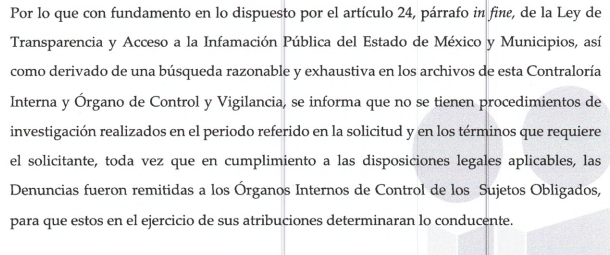 Por lo que con fundamento en lo dispuesto por el artículo 24, párrafo in fine, de la Ley de
Transparencia y Acceso a la Infamación Pública del Estado de México y Municipios, así
como derivado de una búsqueda razonable y exhaustiva en los archivos de esta Contraloría
Interna y Órgano de Control y Vigilancia, se informa que no se tienen procedimientos de
investigación realizados en el periodo referido en la solicitud y en los términos que requiere
el solicitante, toda vez que en cumplimiento a las disposiciones legales aplicables, las
Denuncias fueron remitidas a los Órganos Internos de Control de los Sujetos Obligados,
para que estos en el ejercicio de sus atribuciones determinaran lo conducente.